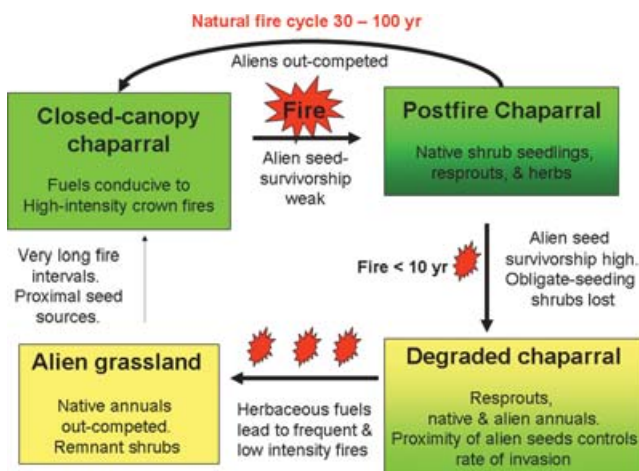 Natural fire cycle 30 – 100 yr
Aliens out-competed
Closed-canopy
chaparral
Fuels conducive to
High-intensity crown fires
Fire
Alien seed-
survivorship
weak
Postfire Chaparral
Native shrub seedlings,
resprouts, & herbs
Very long fire
intervals.
Proximal seed
sources.
Fire < 10 yr
Alien seed
survivorship high.
Obligate-seeding
shrubs lost
Alien grassland
Native annuals
out-competed.
Remnant shrubs
Herbaceous fuels
lead to frequent &
low intensity fires
Degraded chaparral
Resprouts,
native & alien annuals.
Proximity of alien seeds controls
rate of invasion